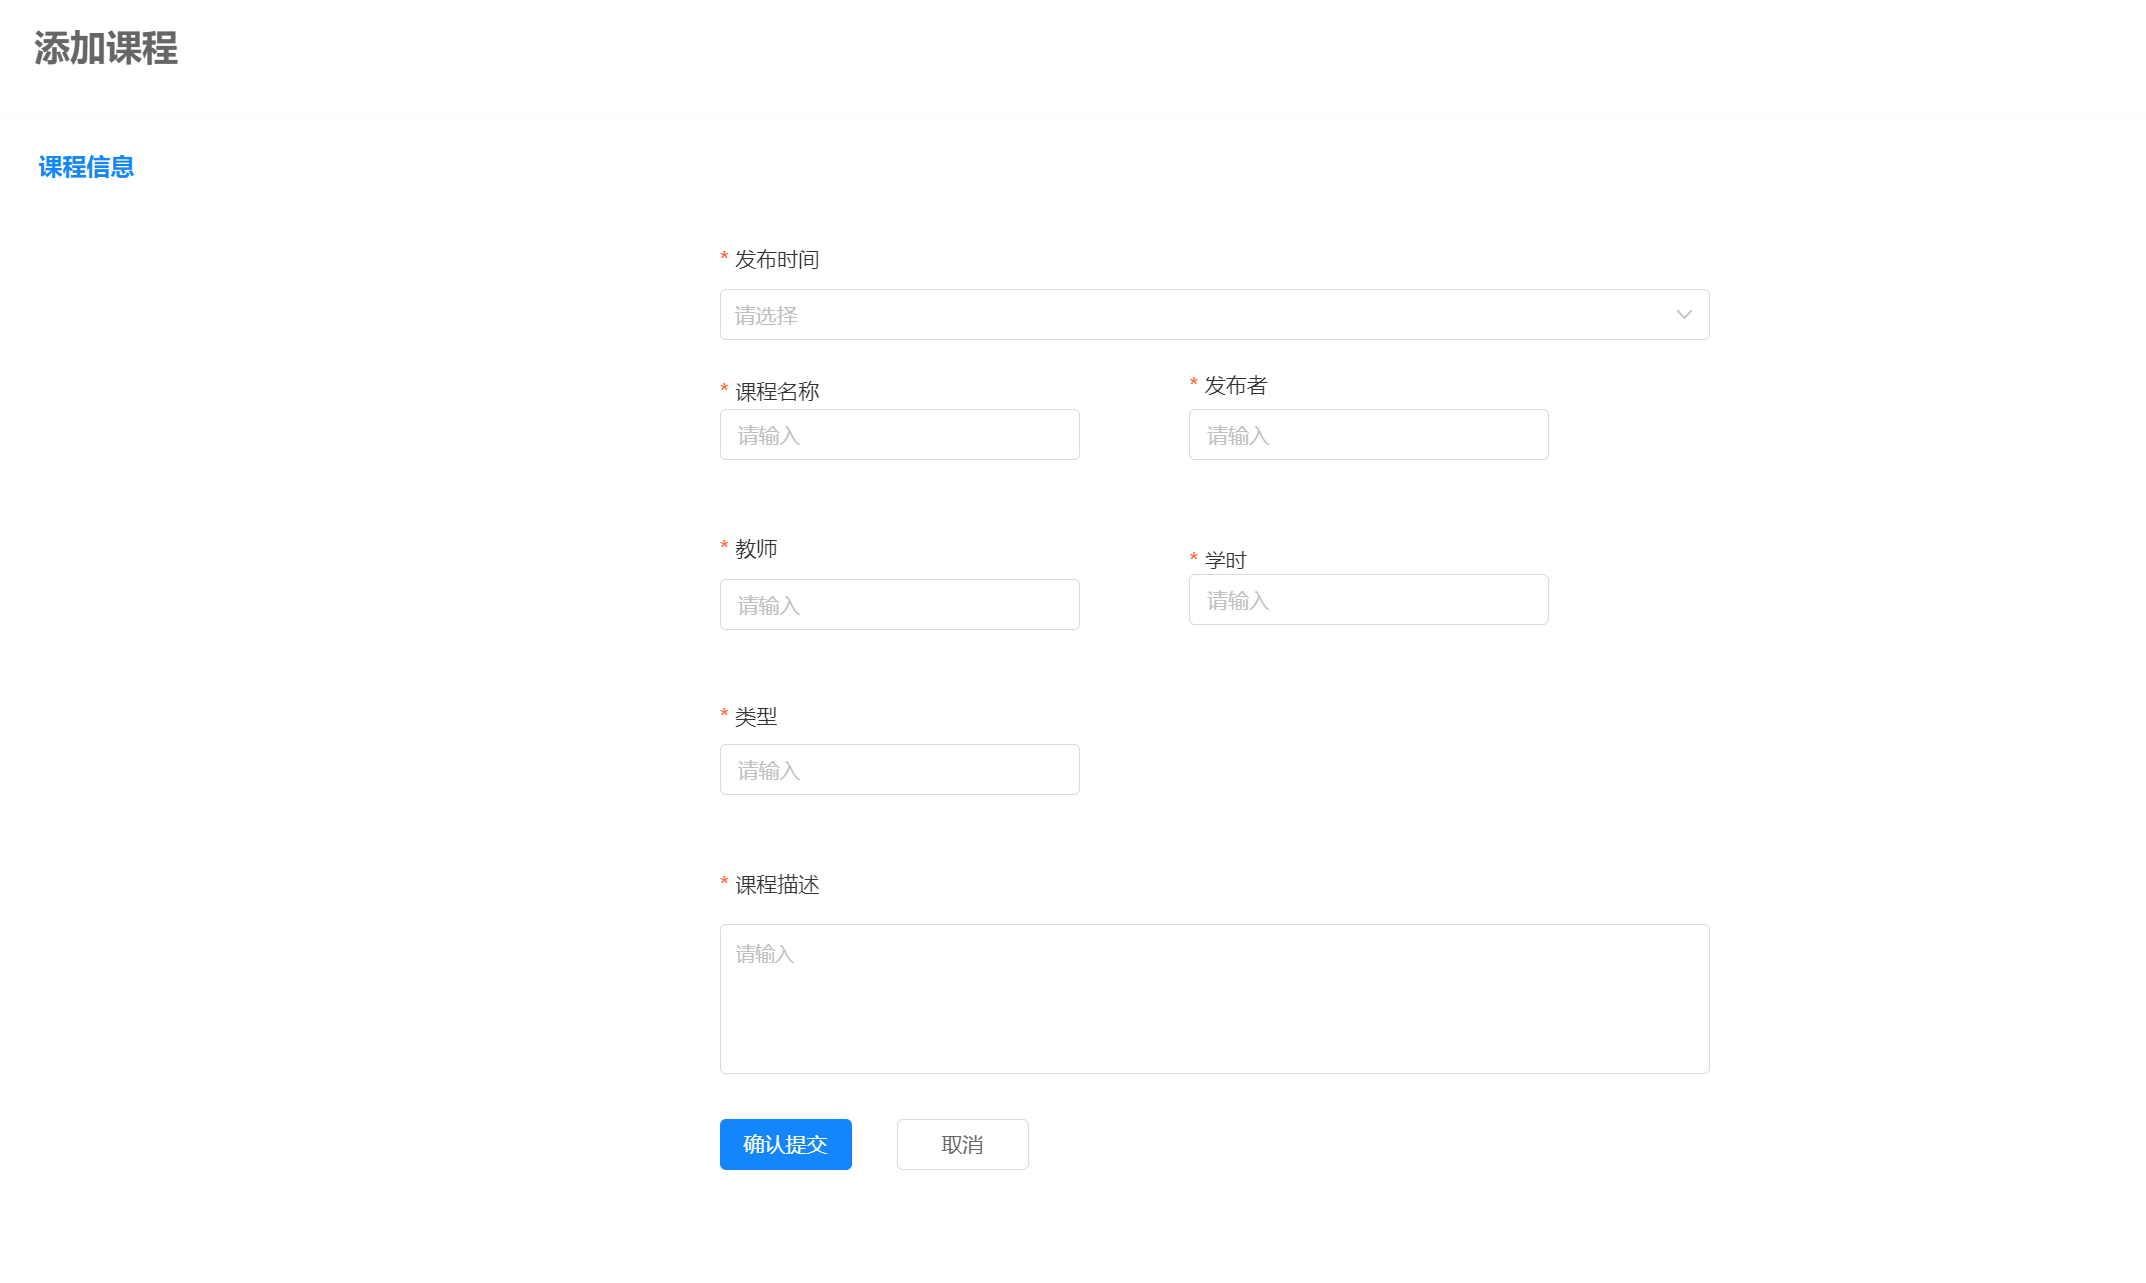 添加课程
课程信息
* 发布时间
请选择
* 课程名称
* 发布者
请输入
请输入
* 教师
* 学时
请输入
请输入
* 类型
请输入
* 课程描述
请输入
确认提交
取消